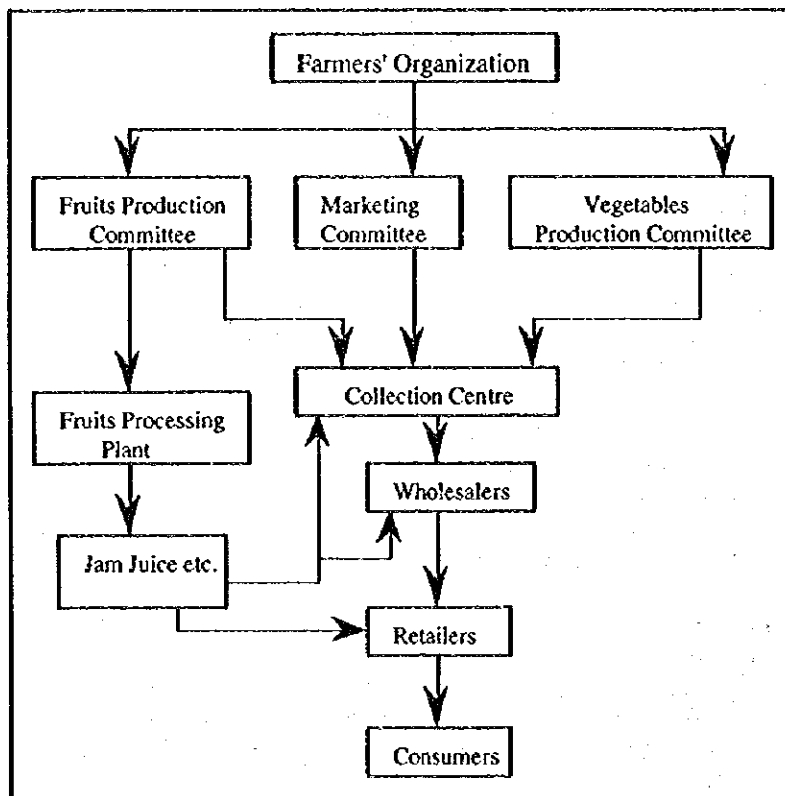 Farmers' Organization
Fruits Production
Committee
Marketing
Committee
Vegetables
Production Committee
Collection Centre
Fruits Processing
Plant
Wholesalers
Jam Juice etc.
Retailers
Consumers